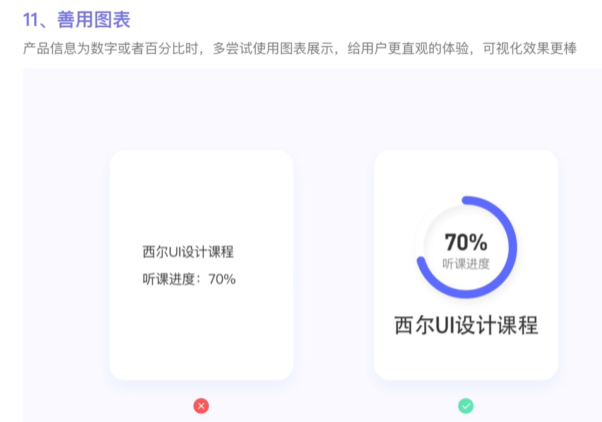 11、善用图表
产品信息为数字或者百分比时，多尝试使用图表展示，给用户更直观的体验，可视化效果更棒
西尔UI设计课程
听课进度：70%
70%
听课进度
西尔UI设计课程